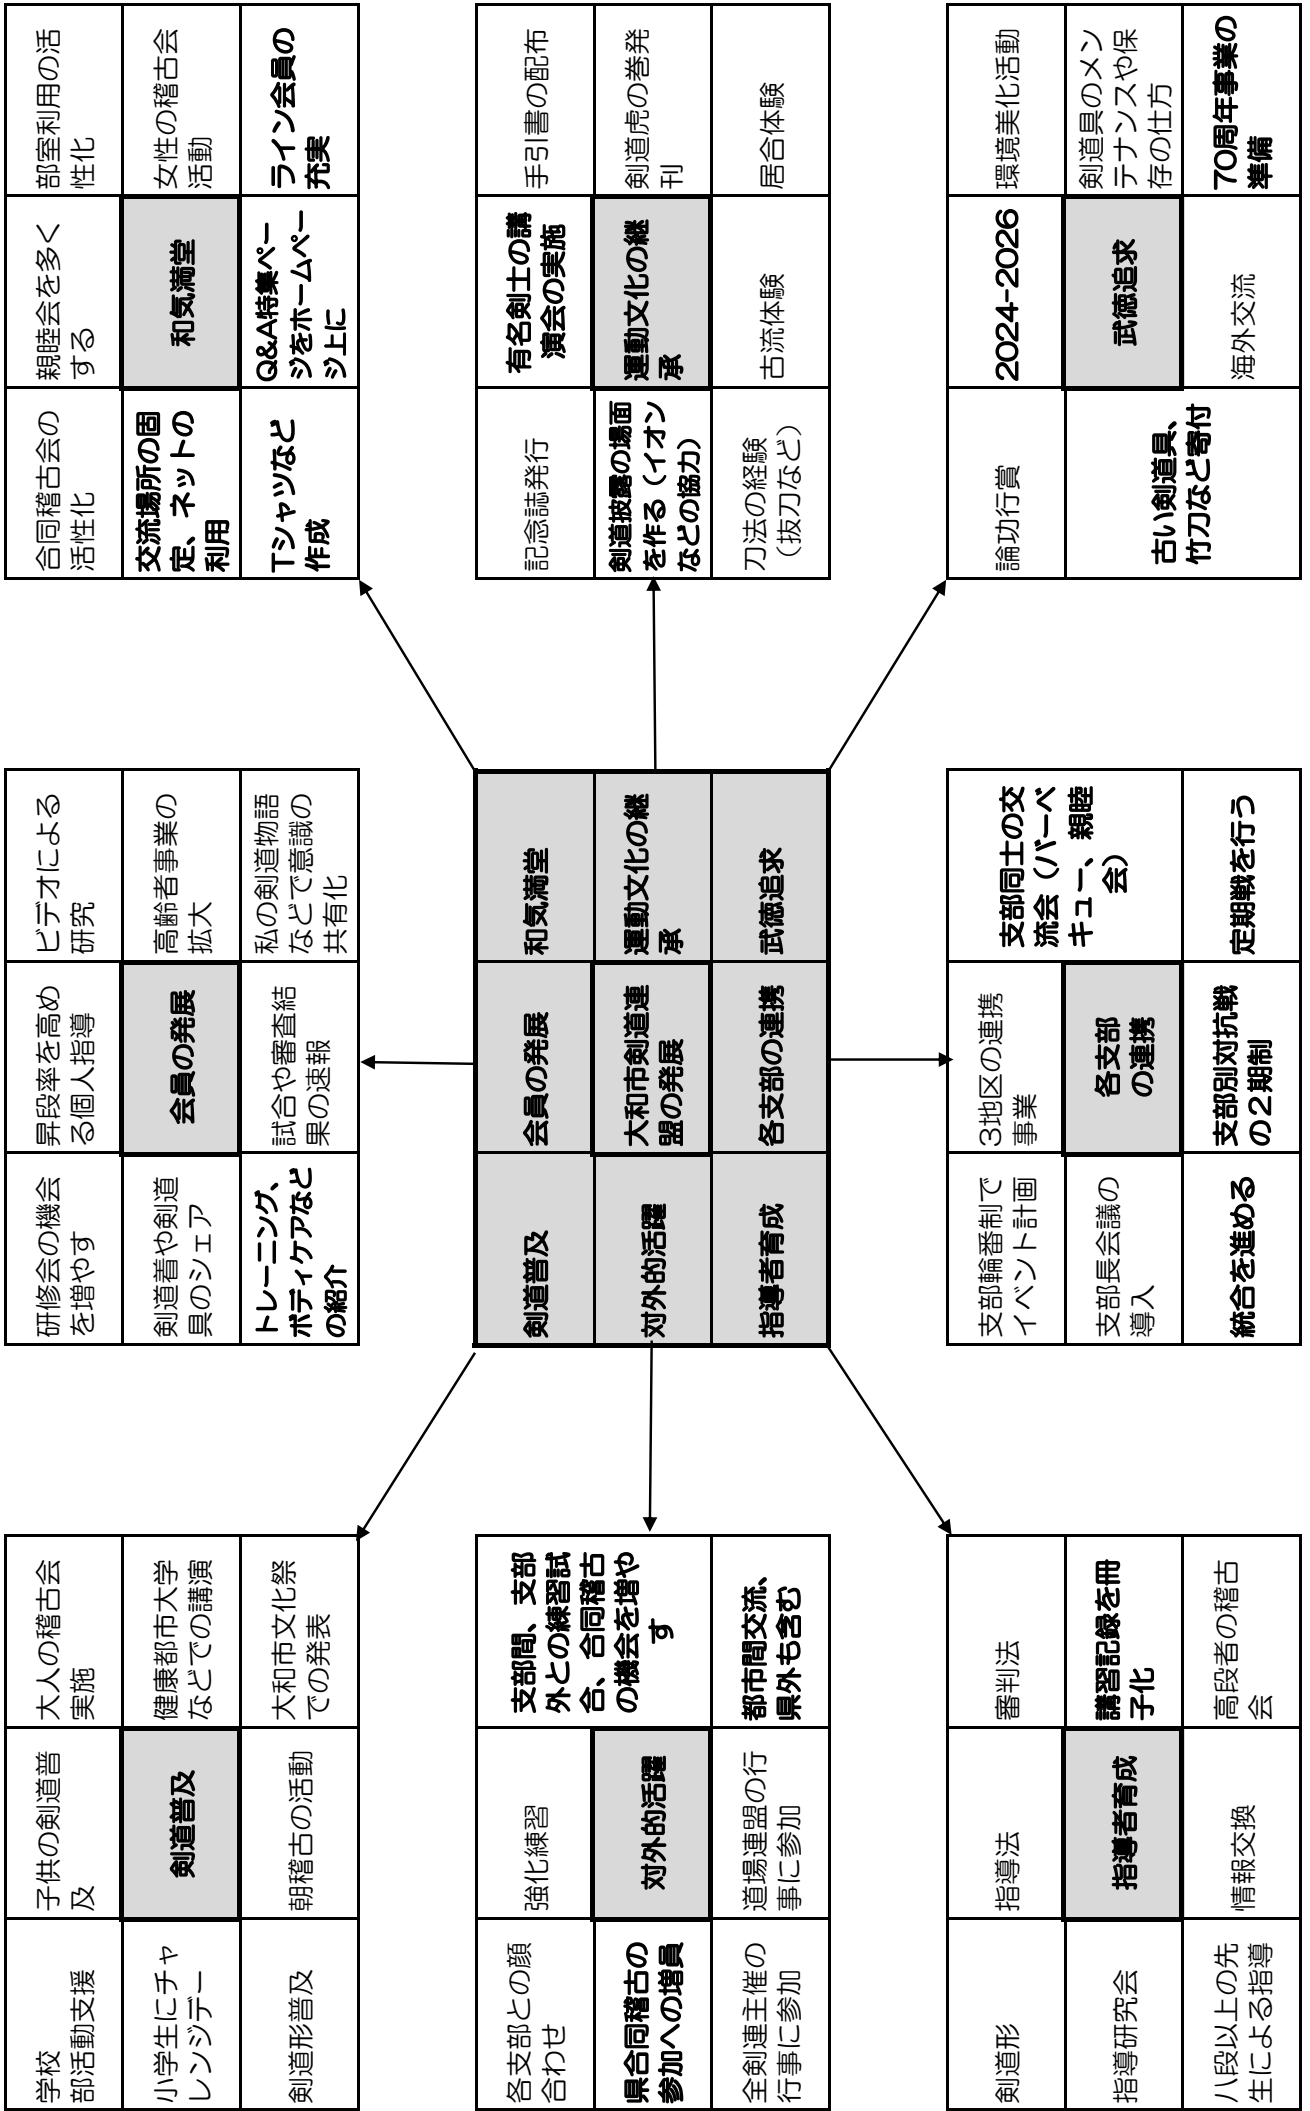 学校
部活動支援
子供の剣道普
及
大人の稽古会
実施
小学生にチャ
レンジデー
剣道普及
健康都市大学
などでの講演
剣道形普及
朝稽古の活動
大和市文化祭
での発表
研修会の機会
を増やす
昇段率を高め
る個人指導
ビデオによる
研究
剣道着や剣道
具のシェア
会員の発展
高齢者事業の
拡大
トレーニング、
ボディケアなど
の紹介
試合や審査結
果の速報
私の剣道物語
などで意識の
共有化
合同稽古会の
活性化
親睦会を多く
する
部室利用の活
性化
交流場所の固
定、ネットの
利用
和気満堂
女性の稽古会
活動
Tシャツなど
作成
Q&A特集ペー
ジをホームペー
ジ上に
ライン会員の
充実
各支部との顔
合わせ
強化練習
支部間、支部
外との練習試
合、合同稽古
の機会を増や
す
県合同稽古の
参加への増員
対外的活躍
全剣連主催の
行事に参加
道場連盟の行
事に参加
都市間交流、
県外も含む
剣道普及
会員の発展
和気満堂
対外的活躍
大和市剣道連
盟の発展
運動文化の継
承
指導者育成
各支部の連携
武徳追求
記念誌発行
有名剣士の講
演会の実施
手引書の配布
剣道披露の場面
を作る（イオン
などの協力）
運動文化の継
承
剣道虎の巻発
刊
刀法の経験
（抜刀など）
古流体験
居合体験
剣道形
指導法
審判法
指導研究会
指導者育成
講習記録を冊
子化
八段以上の先
生による指導
情報交換
高段者の稽古
会
支部輪番制で
イベント計画
3地区の連携
事業
支部同士の交
流会（バーベ
キュー、親睦
会）
支部長会議の
導入
各支部
の連携
統合を進める
支部別対抗戦
の２期制
定期戦を行う
論功行賞
2024-2026
環境美化活動
古い剣道具、
竹刀など寄付
武徳追求
剣道具のメン
テナンスや保
存の仕方
海外交流
70周年事業の
準備